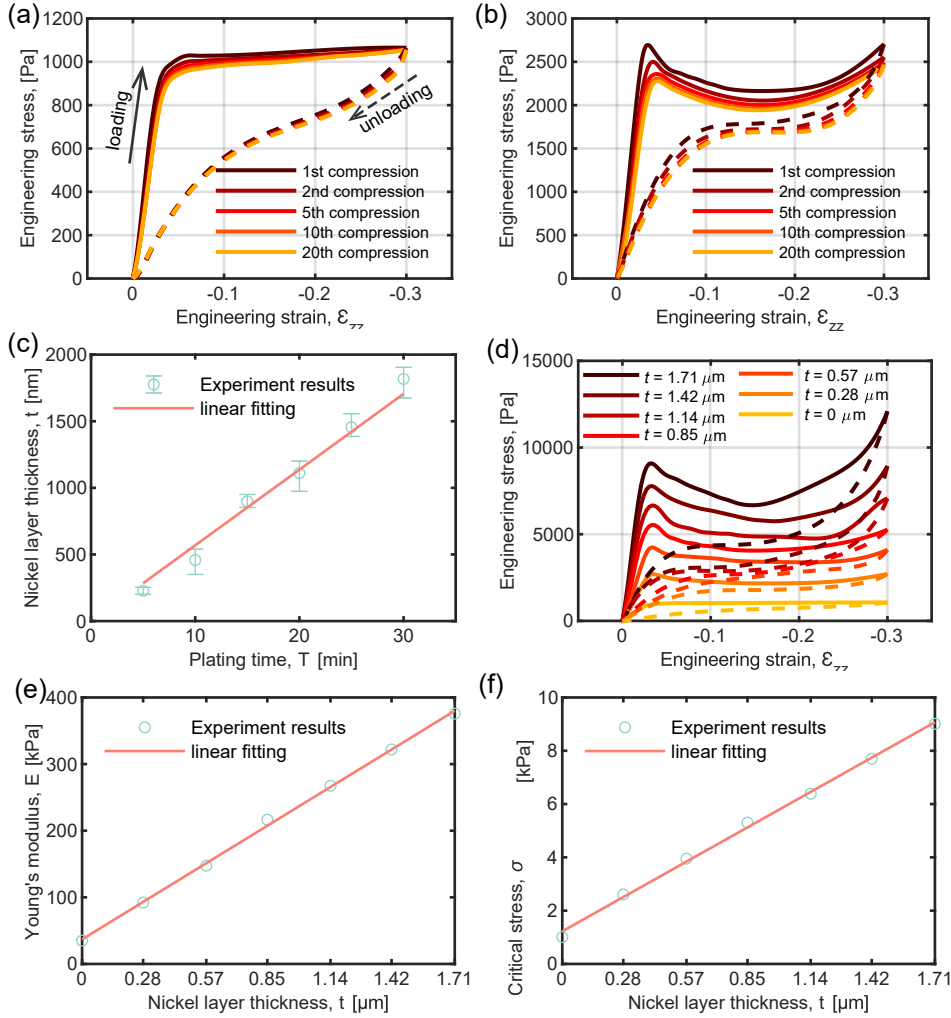 (a)
1200
1000
800
600
400
200
0
Engineering stress, [Pa]
loading
unloading
1st compression
2nd compression
5th compression
10th compression
20th compression
0
-0.1
-0.2
-0.3
Engineering strain, Ɛzz
(b)
3000
2500
2000
1500
1000
500
0
Engineering stress, [Pa]
1st compression
2nd compression
5th compression
10th compression
20th compression
0
-0.1
-0.2
-0.3
Engineering strain, Ɛzz
(c)
2000
1500
1000
500
0
Nickel layer thickness, t [nm]
Experiment results
linear fitting
0
10
20
30
Plating time, T [min]
(d)
15000
10000
5000
0
Engineering stress, [Pa]
t = 1.71 μm
t = 1.42 μm
t = 1.14 μm
t = 0.85 μm
t = 0.57 μm
t = 0.28 μm
t = 0 μm
0
-0.1
-0.2
-0.3
Engineering strain, Ɛzz
(e)
400
300
200
100
0
Young's modulus, E [kPa]
Experiment results
linear fitting
0
0.28
0.57
0.85
1.14
1.42
1.71
Nickel layer thickness, t [μm]
(f)
10
8
6
4
2
0
Critical stress, σ [kPa]
Experiment results
linear fitting
0
0.28
0.57
0.85
1.14
1.42
1.71
Nickel layer thickness, t [μm]